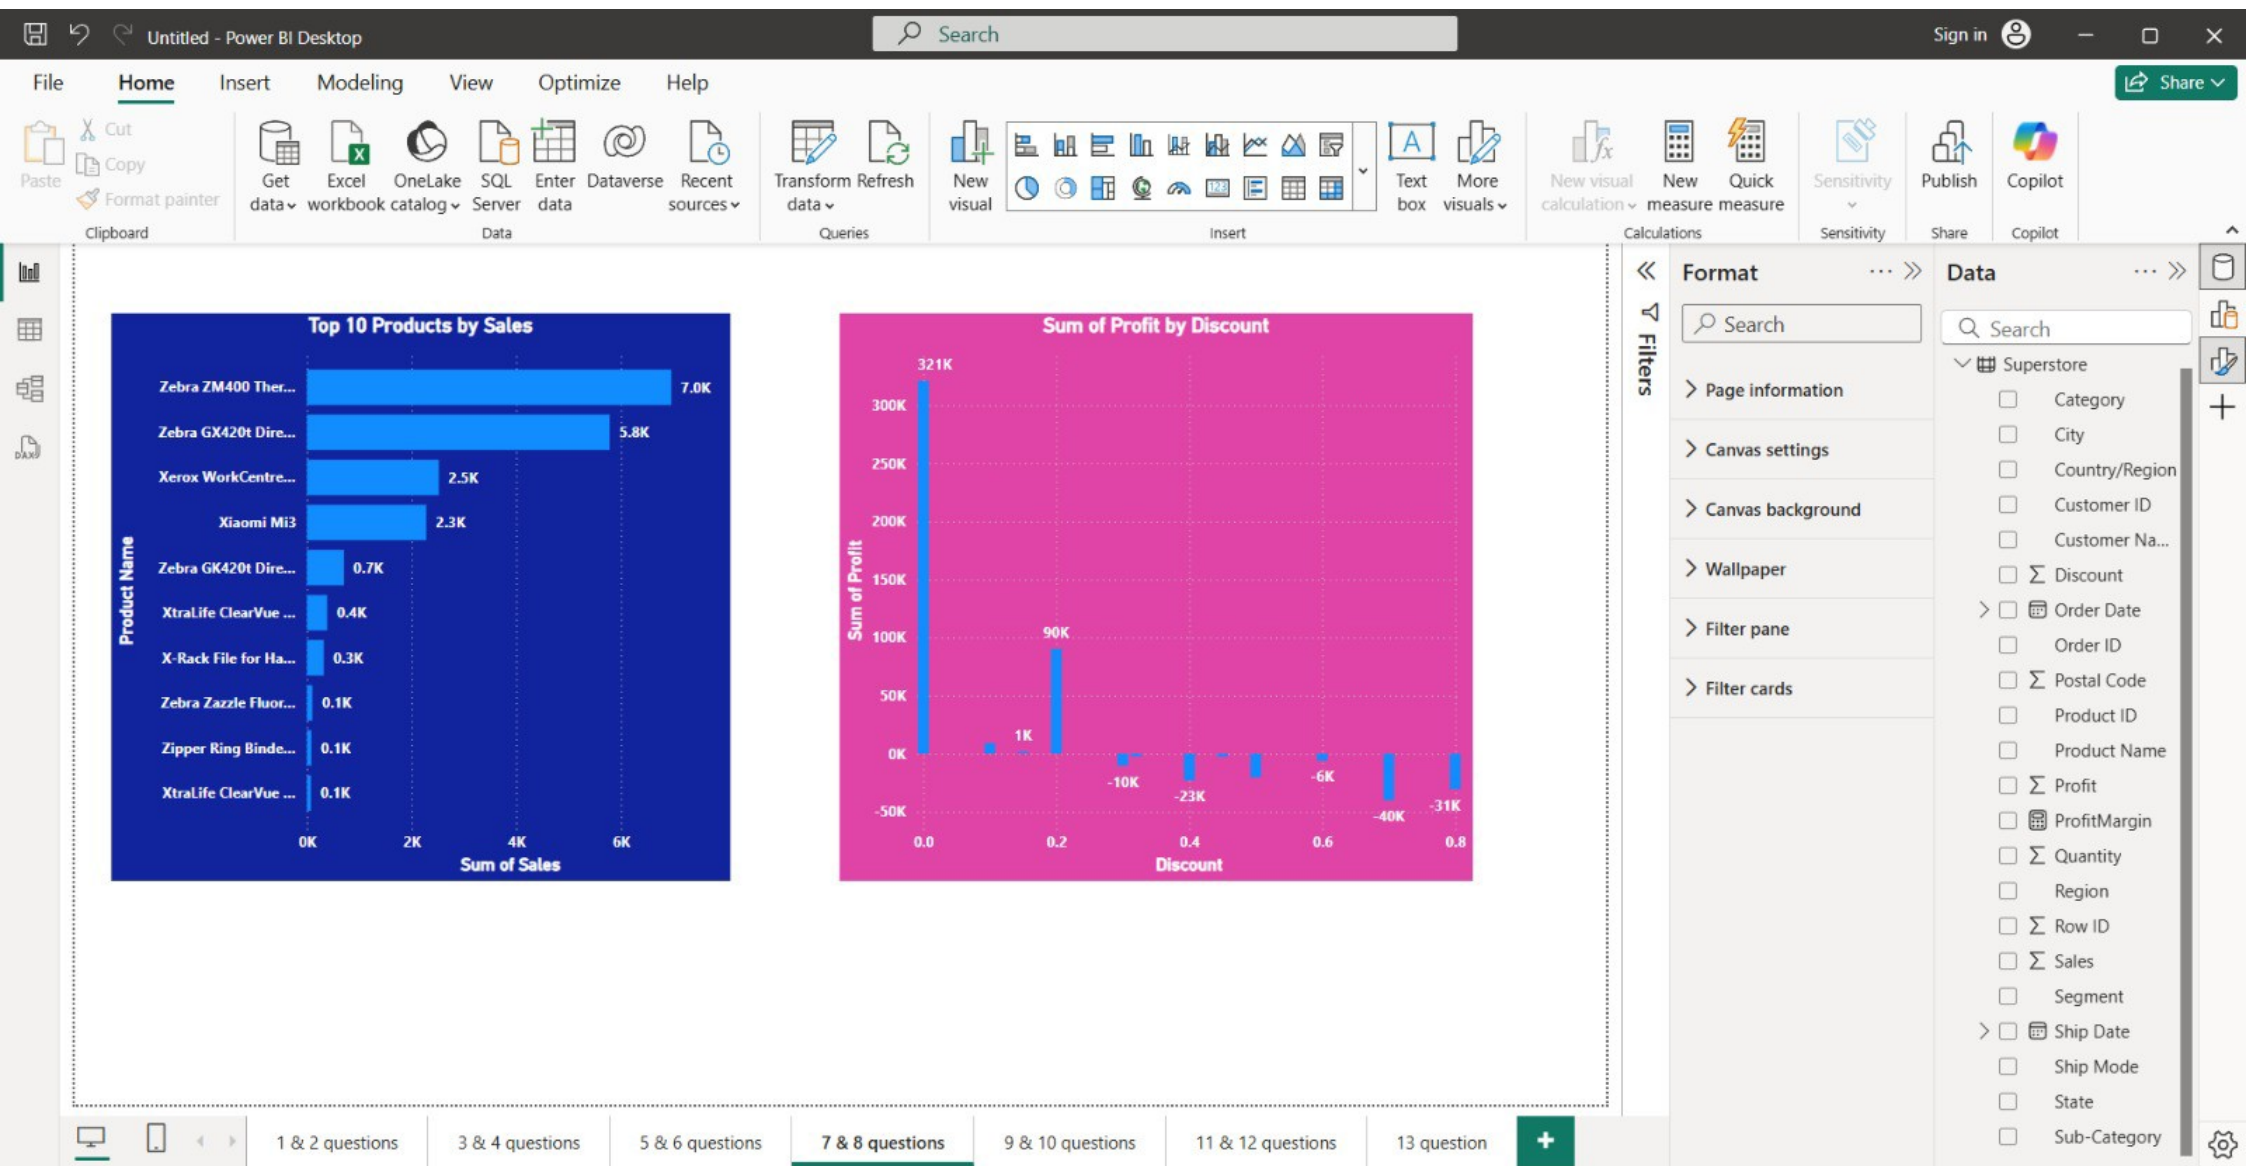 Untitled - Power BI Desktop
Search
Sign in
File Home Insert Modeling View Optimize Help
Share
Paste
Cut
Copy
Format painter
Clipboard
Get data
Excel workbook
OneLake catalog
SQL Server
Enter data
Dataverse
Recent sources
Data
Transform data
Refresh
Queries
New visual
123
Insert
A
Text box
More visuals
New visual calculation
New measure
Quick measure
Calculations
Sensitivity
Sensitivity
Publish
Share
Copilot
Copilot
DAX
Top 10 Products by Sales
Product Name
Zebra ZM400 Ther... 7.0K
Zebra GX420t Dire... 5.8K
Xerox WorkCentre... 2.5K
Xiaomi Mi3 2.3K
Zebra GK420t Dire... 0.7K
XtraLife ClearVue ... 0.4K
X-Rack File for Ha... 0.3K
Zebra Zazzle Fluor... 0.1K
Zipper Ring Binde... 0.1K
XtraLife ClearVue ... 0.1K
0K 2K 4K 6K
Sum of Sales
Sum of Profit by Discount
Sum of Profit
321K
300K
250K
200K
150K
100K
90K
50K
1K
0K
-10K
-23K
-6K
-40K
-31K
-50K
0.0 0.2 0.4 0.6 0.8
Discount
Filters
Format
Search
Page information
Canvas settings
Canvas background
Wallpaper
Filter pane
Filter cards
Data
Search
Superstore
Category
City
Country/Region
Customer ID
Customer Na...
∑ Discount
Order Date
Order ID
∑ Postal Code
Product ID
Product Name
∑ Profit
ProfitMargin
∑ Quantity
Region
∑ Row ID
∑ Sales
Segment
Ship Date
Ship Mode
State
Sub-Category
1 & 2 questions
3 & 4 questions
5 & 6 questions
7 & 8 questions
9 & 10 questions
11 & 12 questions
13 question